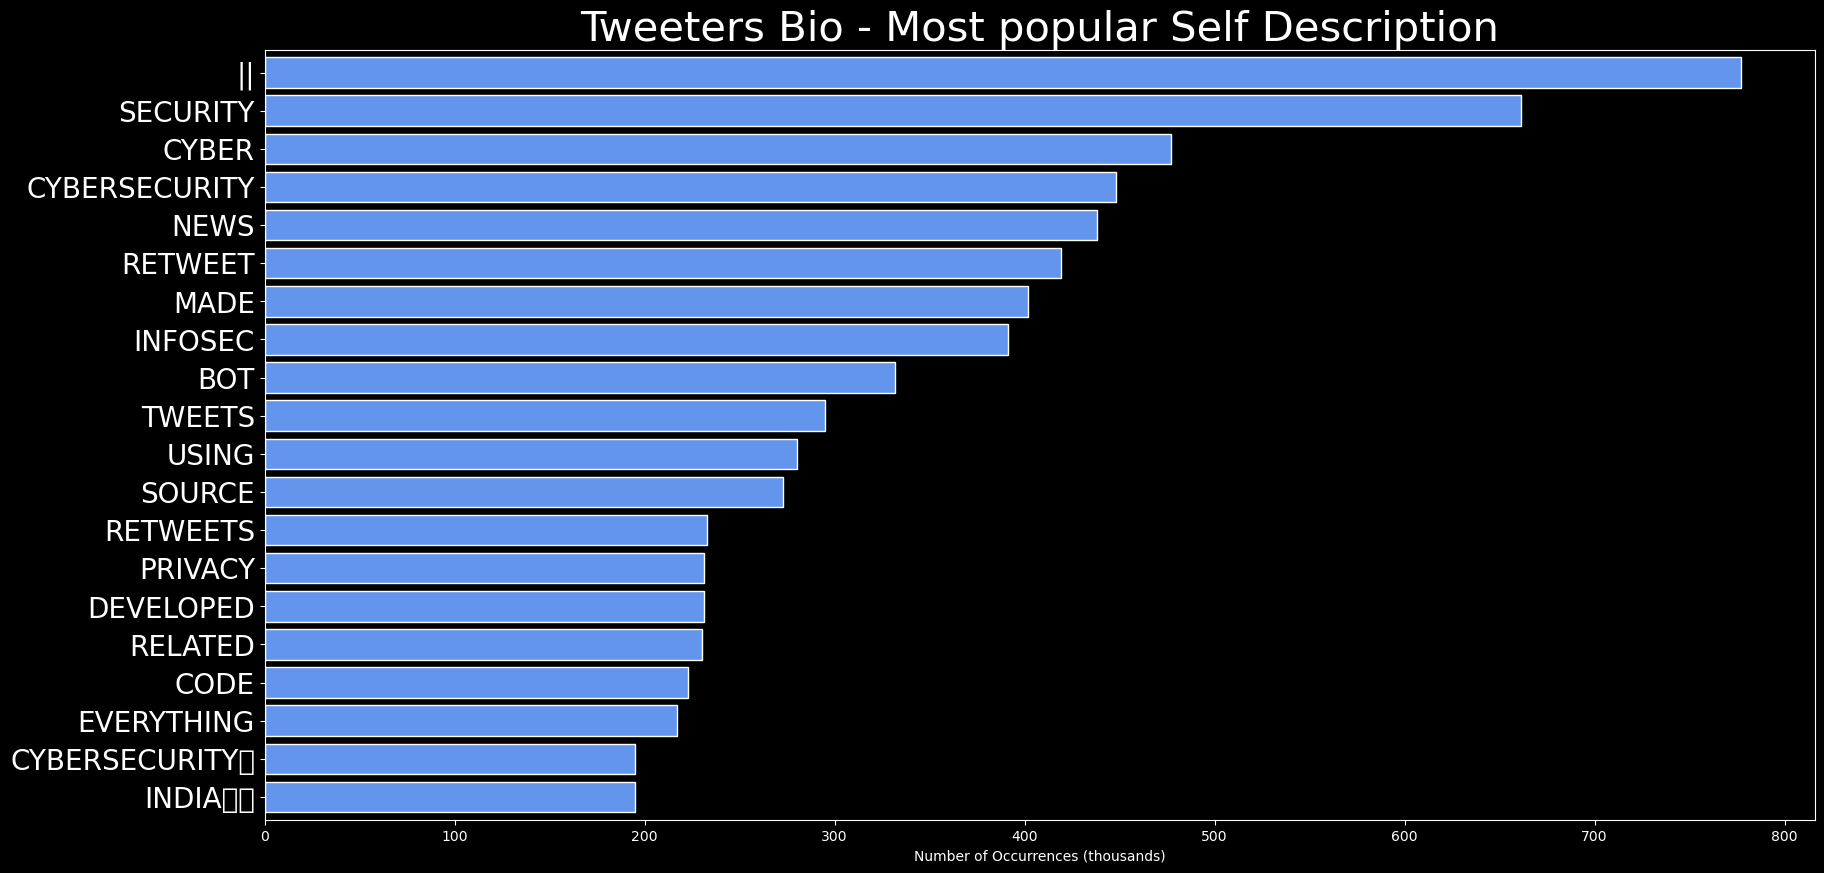 Tweeters Bio - Most popular Self Description
||
SECURITY
CYBER
CYBERSECURITY
NEWS
RETWEET
MADE
INFOSEC
BOT
TWEETS
USING
SOURCE
RETWEETS
PRIVACY
DEVELOPED
RELATED
CODE
EVERYTHING
CYBERSECURITY▯
INDIA▯▯
0 100 200 300 400 500 600 700 800
Number of Occurrences (thousands)